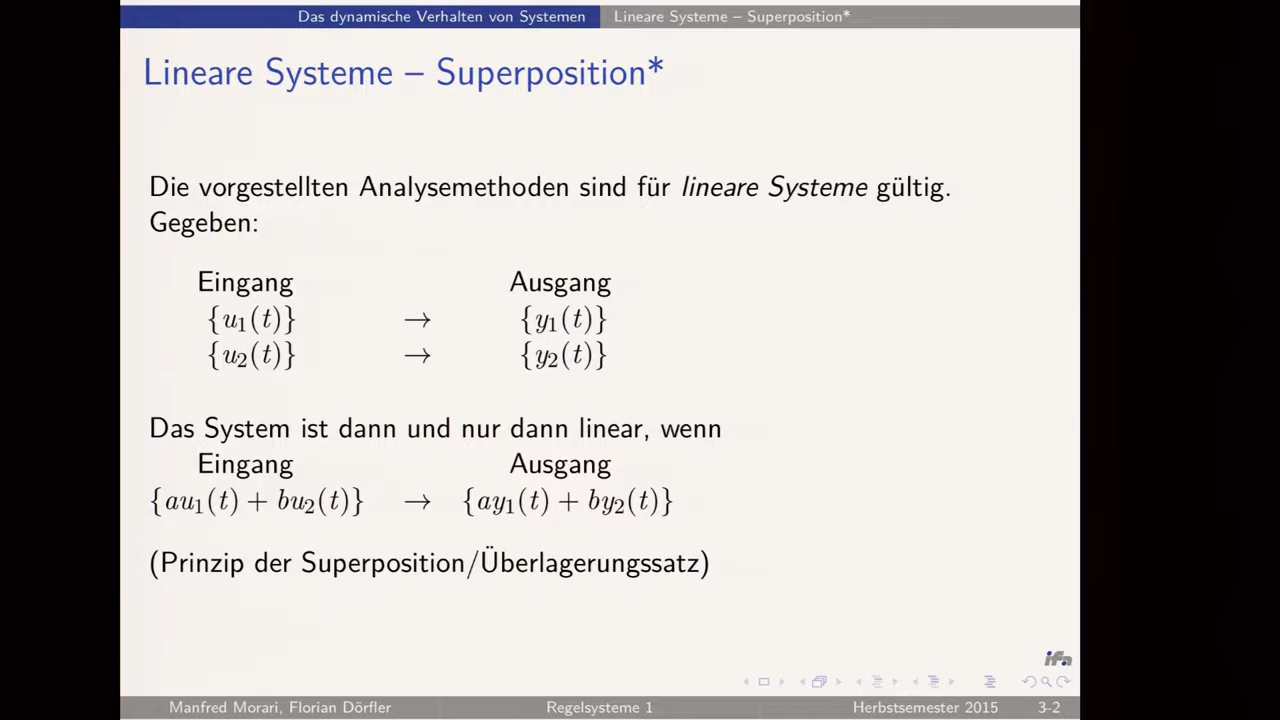 Das dynamische Verhalten von Systemen Lineare Systeme – Superposition*
Lineare Systeme – Superposition*
Die vorgestellten Analysemethoden sind für lineare Systeme gültig.
Gegeben:
Eingang Ausgang
{u₁(t)} → {y₁(t)}
{u₂(t)} → {y₂(t)}
Das System ist dann und nur dann linear, wenn
Eingang Ausgang
{au₁(t) + bu₂(t)} → {ay₁(t) + by₂(t)}
(Prinzip der Superposition/Überlagerungssatz)
ifa
Manfred Morari, Florian Dörfler Regelsysteme 1 Herbstsemester 2015 3-2